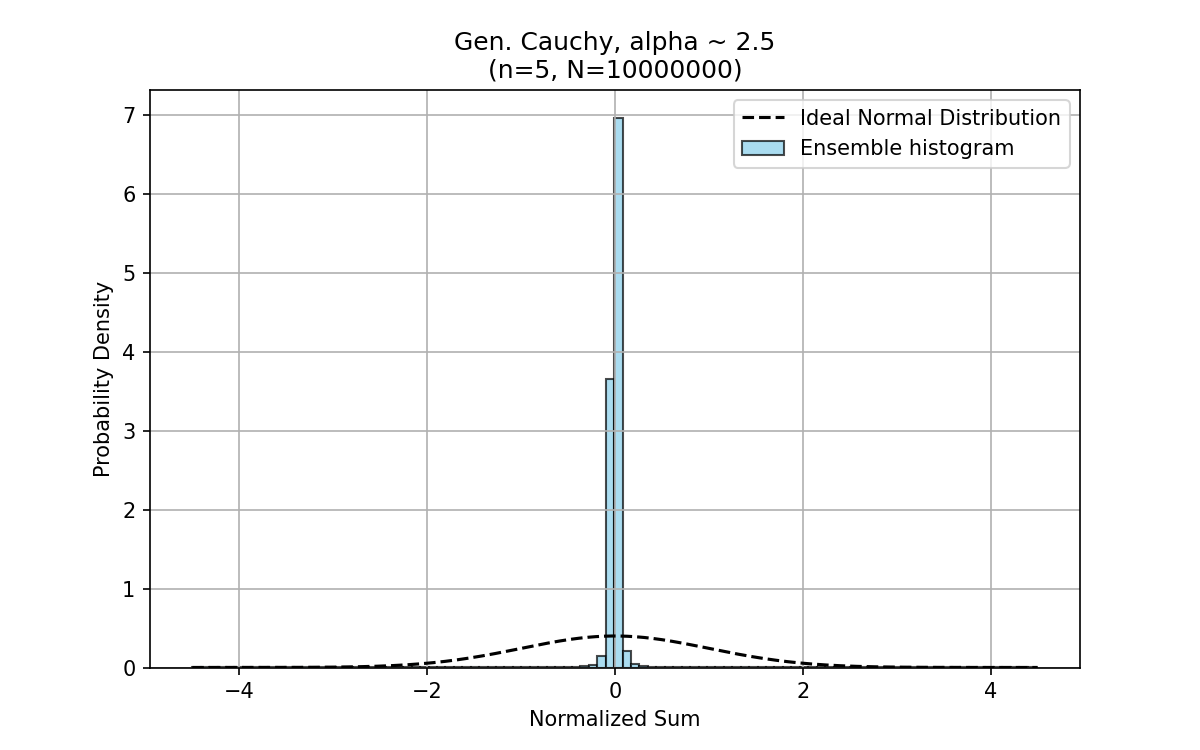 Gen. Cauchy, alpha ~ 2.5
(n=5, N=10000000)
Ideal Normal Distribution
Ensemble histogram
Probability Density
7
6
5
4
3
2
1
0
−4
−2
0
2
4
Normalized Sum